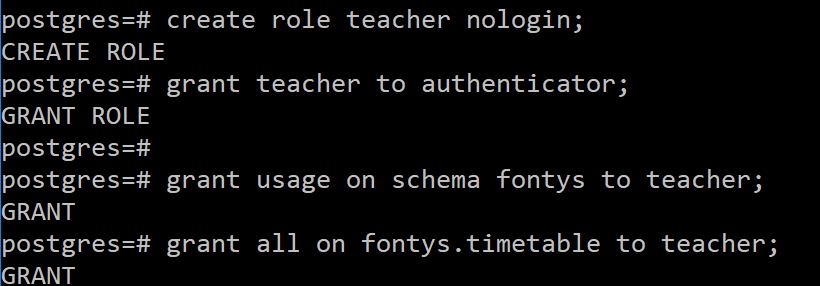 postgres=# create role teacher nologin;
CREATE ROLE
postgres=# grant teacher to authenticator;
GRANT ROLE
postgres=#
postgres=# grant usage on schema fontys to teacher;
GRANT
postgres=# grant all on fontys.timetable to teacher;
GRANT